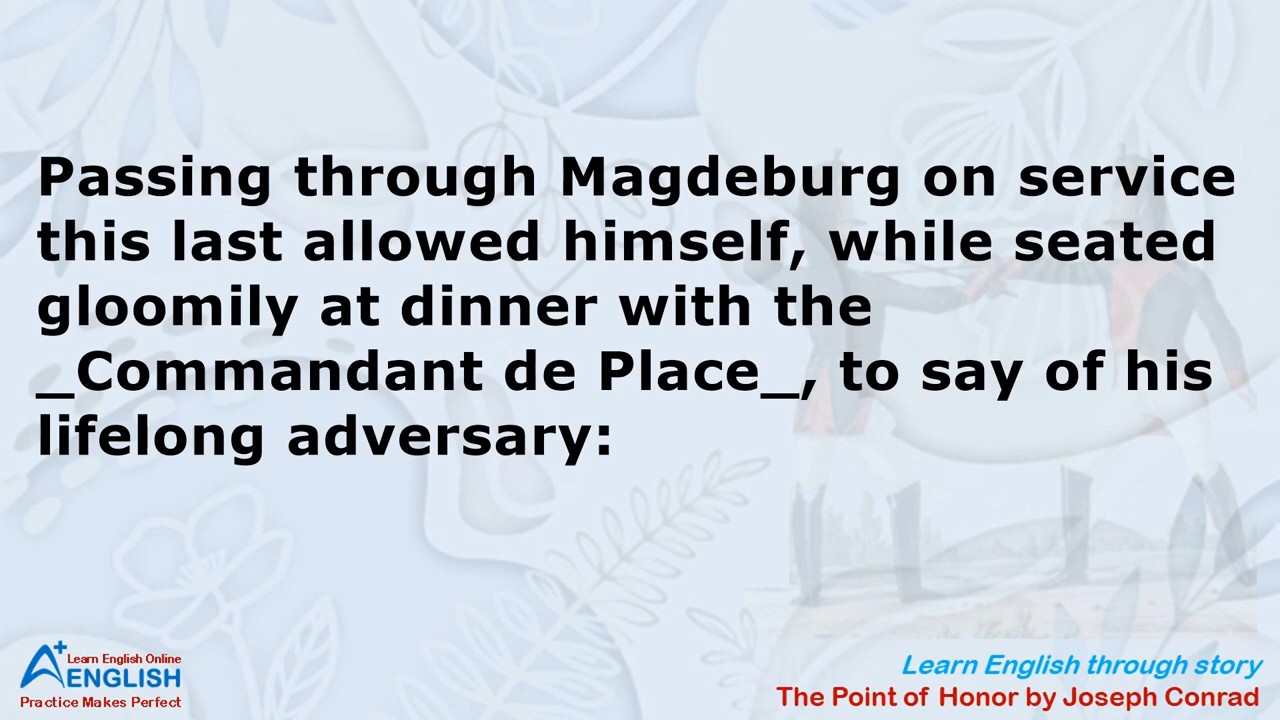 Passing through Magdeburg on service
this last allowed himself, while seated
gloomily at dinner with the
_Commandant de Place_, to say of his
lifelong adversary:
A+ Learn English Online
ENGLISH
Practice Makes Perfect
Learn English through story
The Point of Honor by Joseph Conrad